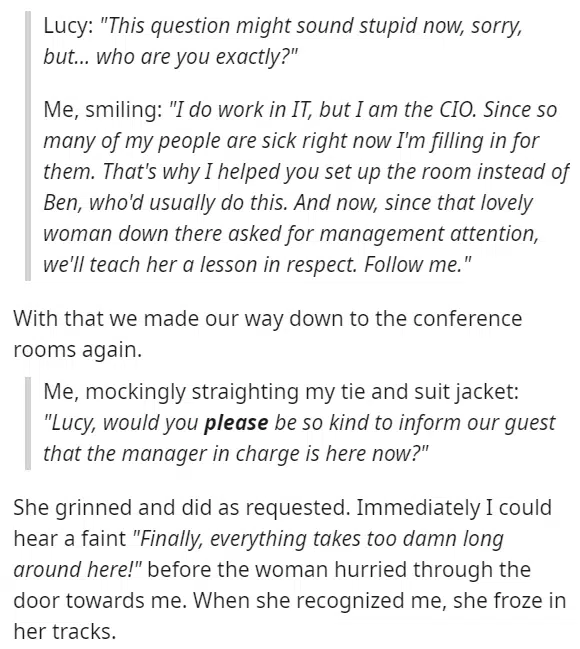 Lucy: "This question might sound stupid now, sorry,
but... who are you exactly?"
Me, smiling: "I do work in IT, but I am the CIO. Since so
many of my people are sick right now I'm filling in for
them. That's why I helped you set up the room instead of
Ben, who'd usually do this. And now, since that lovely
woman down there asked for management attention,
we'll teach her a lesson in respect. Follow me."
With that we made our way down to the conference
rooms again.
Me, mockingly straighting my tie and suit jacket:
"Lucy, would you please be so kind to inform our guest
that the manager in charge is here now?"
She grinned and did as requested. Immediately I could
hear a faint "Finally, everything takes too damn long
around here!" before the woman hurried through the
door towards me. When she recognized me, she froze in
her tracks.